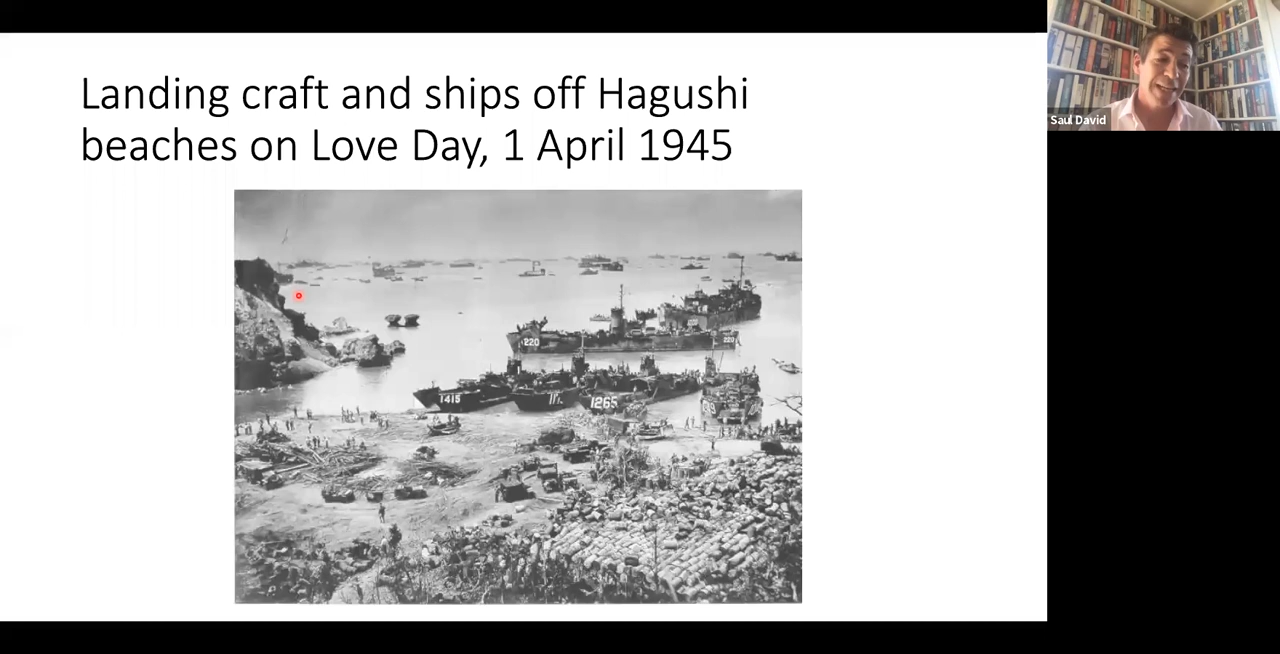 Landing craft and ships off Hagushi
beaches on Love Day, 1 April 1945
Saul David
220
220
1415
1265